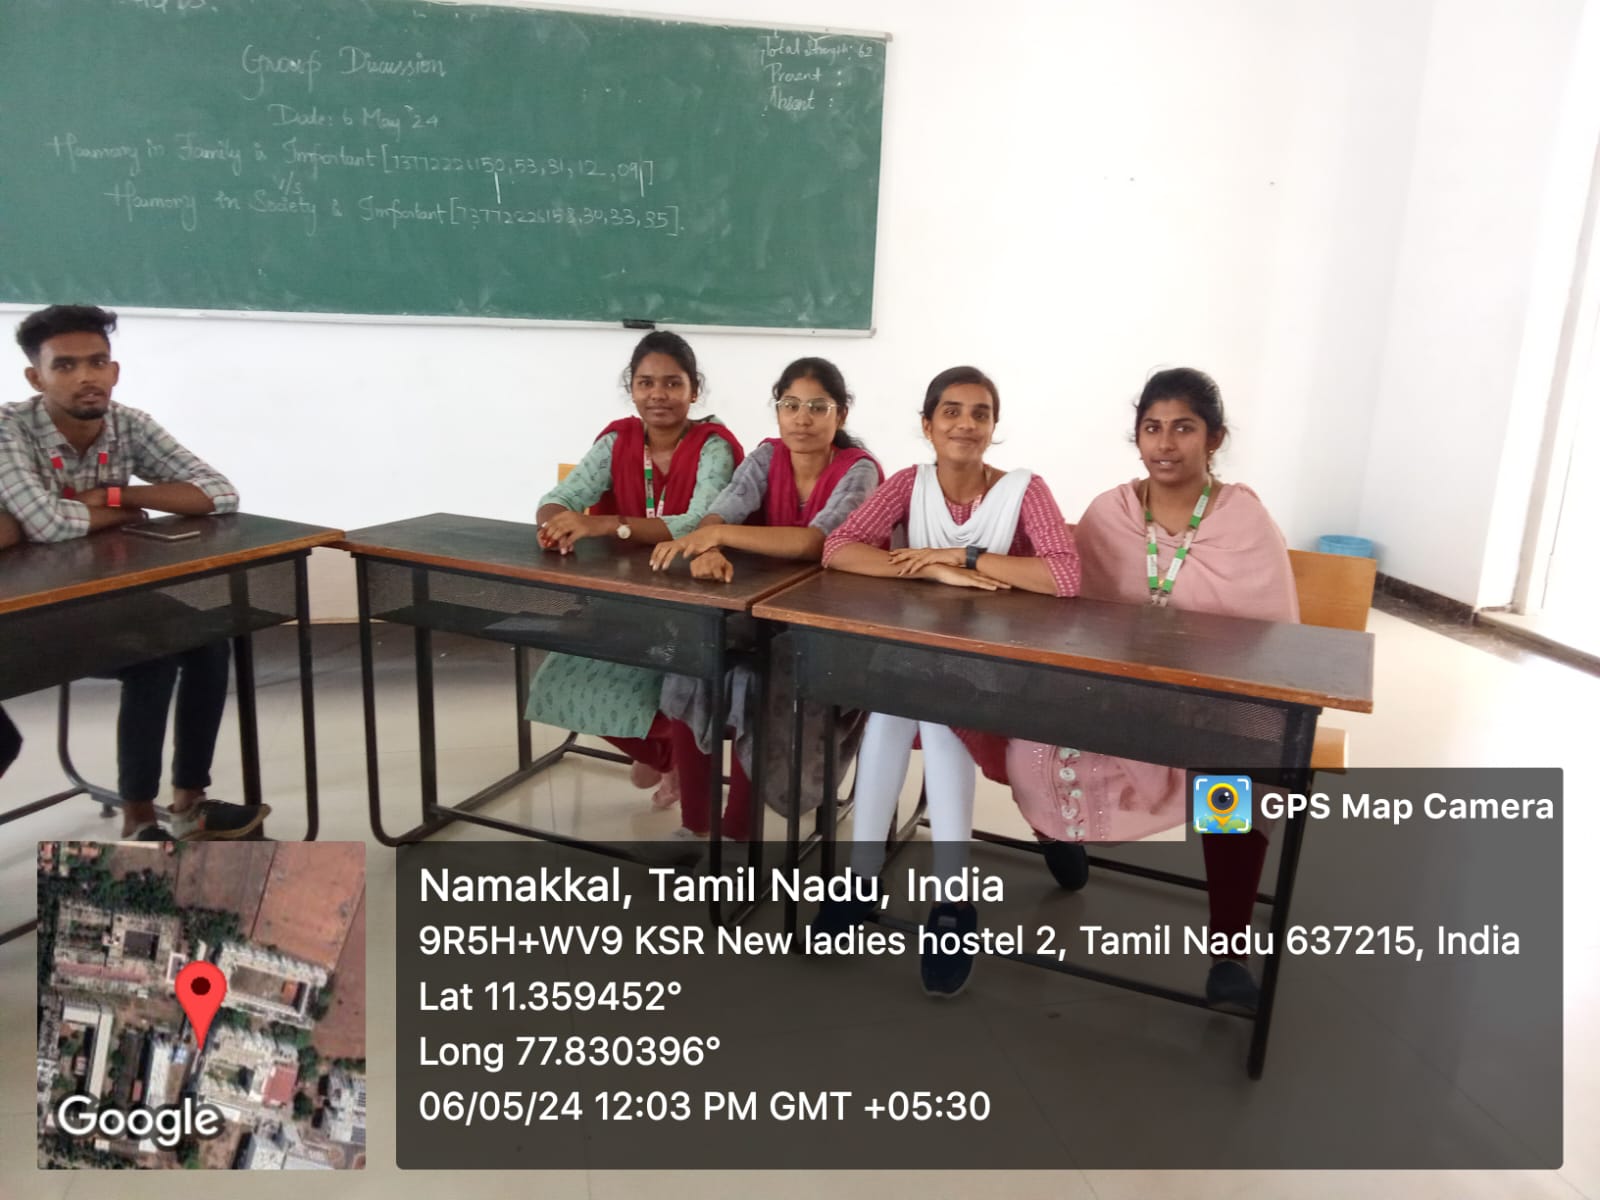 Group Discussion
Date: 6 May '24
Harmony in Family is Important [73772226150, 53, 31, 12, 09]
v/s
Harmony in Society is Important [73772226158, 30, 33, 35].
Total Strength: 62
Present :
Absent :
GPS Map Camera
Namakkal, Tamil Nadu, India
9R5H+WV9 KSR New ladies hostel 2, Tamil Nadu 637215, India
Lat 11.359452°
Long 77.830396°
06/05/24 12:03 PM GMT +05:30
Google